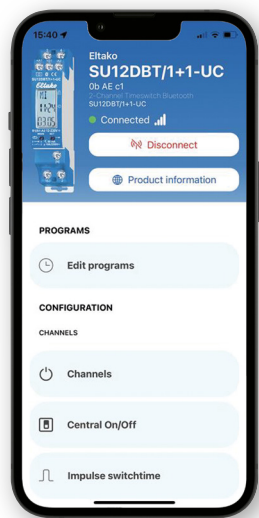 15:40
Eltako
SU12DBT/1+1-UC
0b AE c1
2-Channel Timeswitch Bluetooth
SU12DBT/1+1-UC
Connected
Disconnect
Product information
PROGRAMS
Edit programs
CONFIGURATION
CHANNELS
Channels
Central On/Off
Impulse switchtime
Eltako